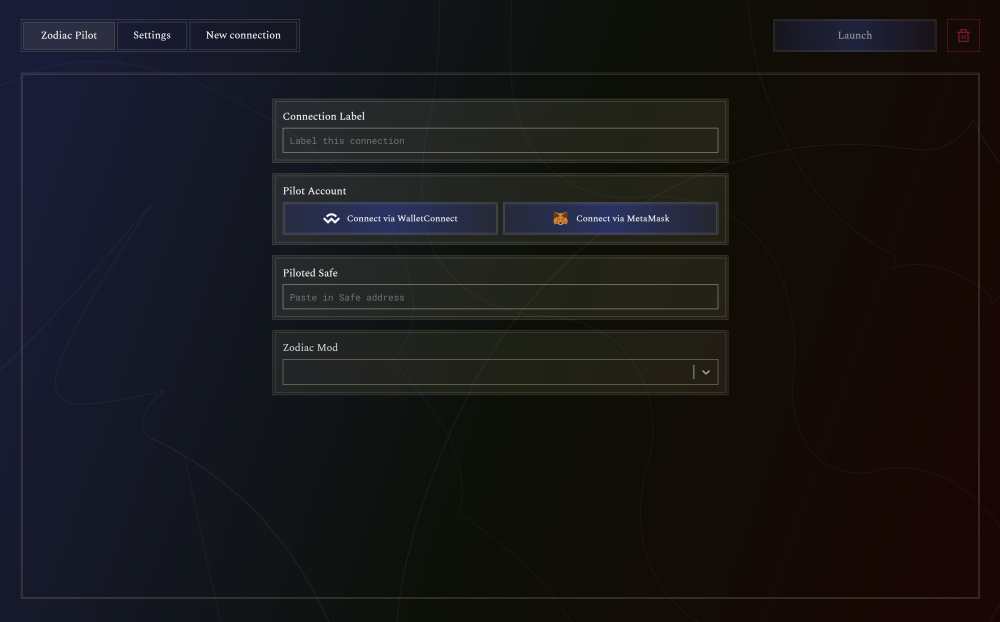 Zodiac Pilot
Settings
New connection
Launch
Connection Label
Label this connection
Pilot Account
Connect via WalletConnect
Connect via MetaMask
Piloted Safe
Paste in Safe address
Zodiac Mod